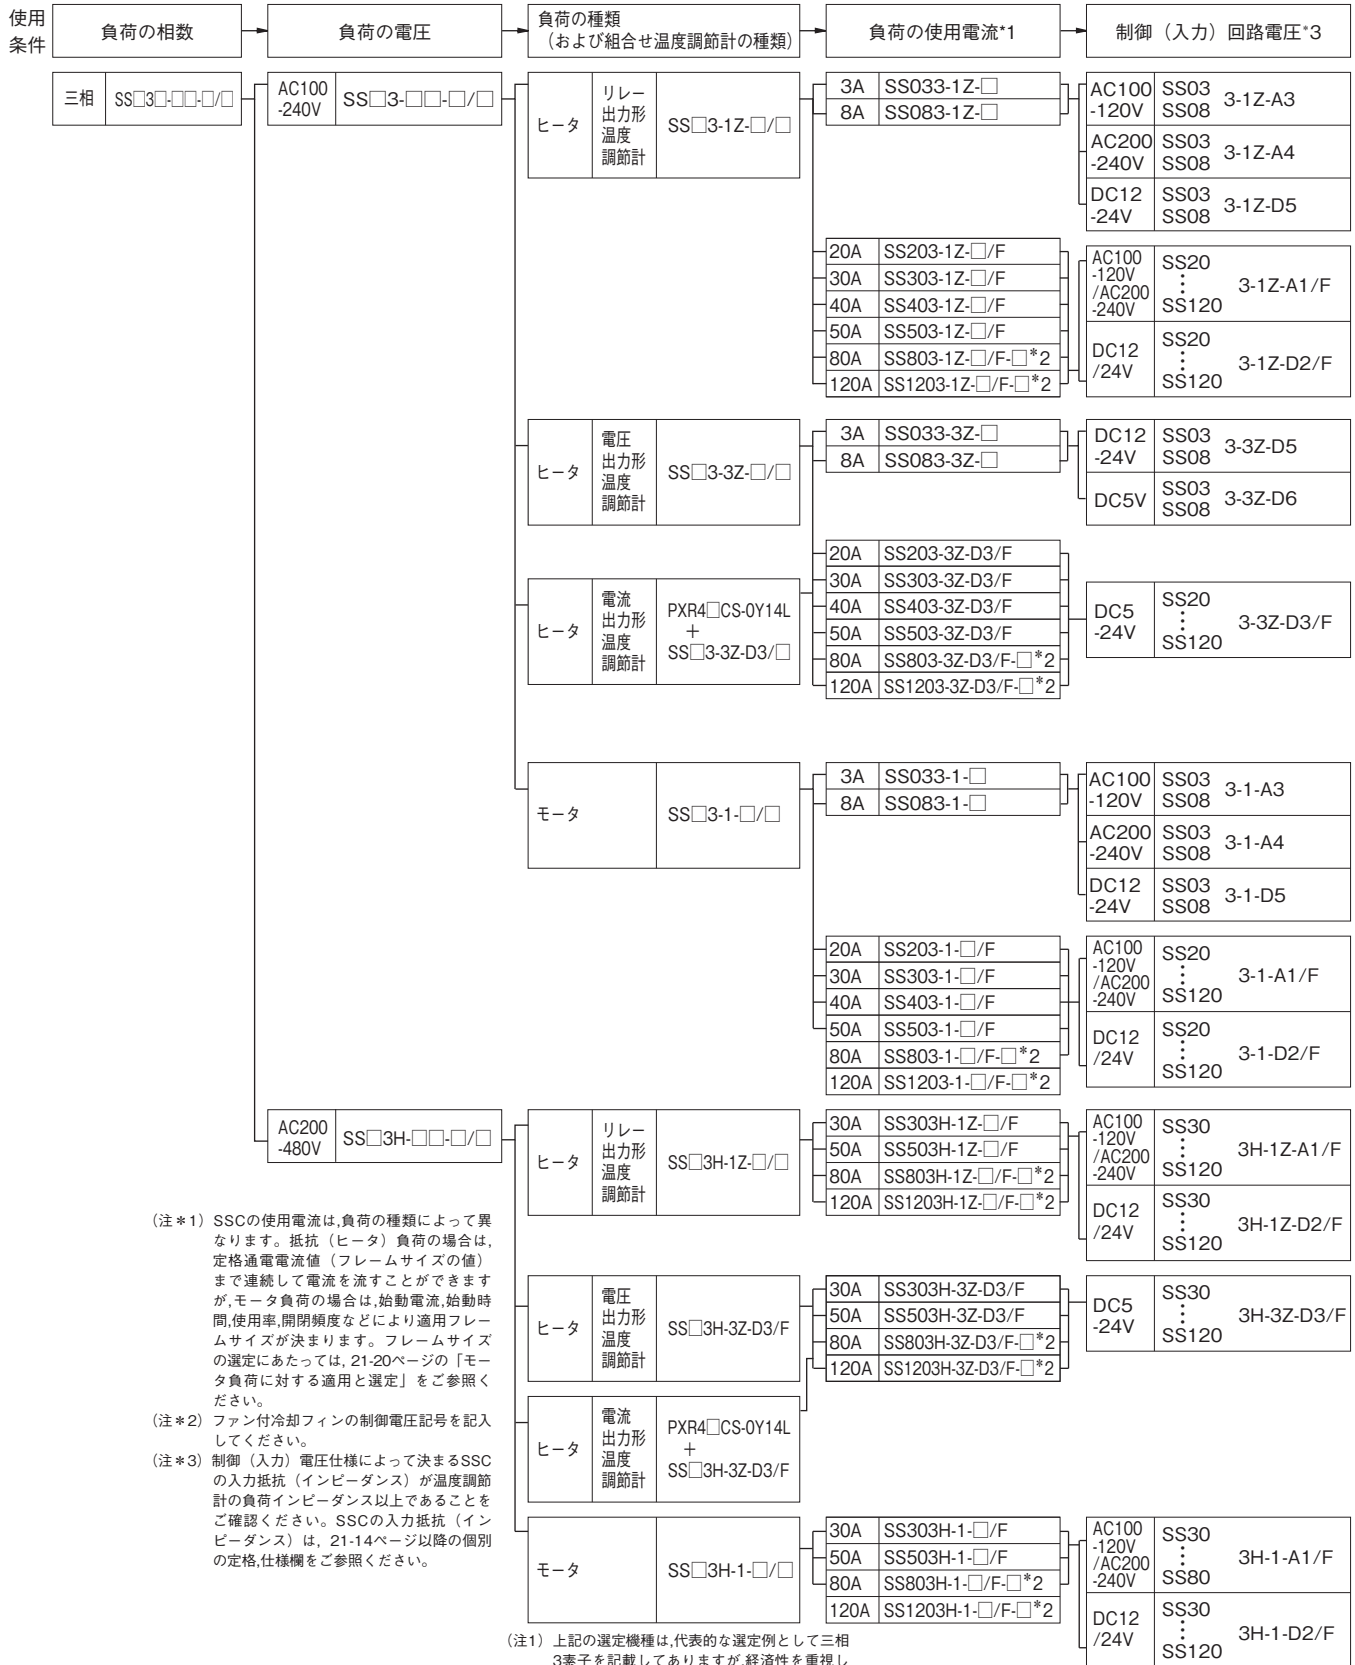 使用
条件
負荷の相数
負荷の電圧
負荷の種類
（および組合せ温度調節計の種類）
負荷の使用電流*1
制御（入力）回路電圧*3
三相 SS□3□-□□-□/□
AC100
-240V
SS□3-□□-□/□
ヒータ
リレー
出力形
温度
調節計
SS□3-1Z-□/□
3A SS033-1Z-□
8A SS083-1Z-□
AC100
-120V
SS03
SS08
3-1Z-A3
AC200
-240V
SS03
SS08
3-1Z-A4
DC12
-24V
SS03
SS08
3-1Z-D5
20A SS203-1Z-□/F
30A SS303-1Z-□/F
40A SS403-1Z-□/F
50A SS503-1Z-□/F
80A SS803-1Z-□/F-□*2
120A SS1203-1Z-□/F-□*2
AC100
-120V
/AC200
-240V
SS20
⋮
SS120
3-1Z-A1/F
DC12
/24V
SS20
⋮
SS120
3-1Z-D2/F
ヒータ
電圧
出力形
温度
調節計
SS□3-3Z-□/□
3A SS033-3Z-□
8A SS083-3Z-□
DC12
-24V
SS03
SS08
3-3Z-D5
DC5V
SS03
SS08
3-3Z-D6
ヒータ
電流
出力形
温度
調節計
PXR4□CS-0Y14L
＋
SS□3-3Z-D3/□
20A SS203-3Z-D3/F
30A SS303-3Z-D3/F
40A SS403-3Z-D3/F
50A SS503-3Z-D3/F
80A SS803-3Z-D3/F-□*2
120A SS1203-3Z-D3/F-□*2
DC5
-24V
SS20
⋮
SS120
3-3Z-D3/F
モータ
SS□3-1-□/□
3A SS033-1-□
8A SS083-1-□
AC100
-120V
SS03
SS08
3-1-A3
AC200
-240V
SS03
SS08
3-1-A4
DC12
-24V
SS03
SS08
3-1-D5
20A SS203-1-□/F
30A SS303-1-□/F
40A SS403-1-□/F
50A SS503-1-□/F
80A SS803-1-□/F-□*2
120A SS1203-1-□/F-□*2
AC100
-120V
/AC200
-240V
SS20
⋮
SS120
3-1-A1/F
DC12
/24V
SS20
⋮
SS120
3-1-D2/F
AC200
-480V
SS□3H-□□-□/□
ヒータ
リレー
出力形
温度
調節計
SS□3H-1Z-□/□
30A SS303H-1Z-□/F
50A SS503H-1Z-□/F
80A SS803H-1Z-□/F-□*2
120A SS1203H-1Z-□/F-□*2
AC100
-120V
/AC200
-240V
SS30
⋮
SS120
3H-1Z-A1/F
DC12
/24V
SS30
⋮
SS120
3H-1Z-D2/F
ヒータ
電圧
出力形
温度
調節計
SS□3H-3Z-D3/F
30A SS303H-3Z-D3/F
50A SS503H-3Z-D3/F
80A SS803H-3Z-D3/F-□*2
120A SS1203H-3Z-D3/F-□*2
DC5
-24V
SS30
⋮
SS120
3H-3Z-D3/F
ヒータ
電流
出力形
温度
調節計
PXR4□CS-0Y14L
＋
SS□3H-3Z-D3/F
モータ
SS□3H-1-□/□
30A SS303H-1-□/F
50A SS503H-1-□/F
80A SS803H-1-□/F-□*2
120A SS1203H-1-□/F-□*2
AC100
-120V
/AC200
-240V
SS30
⋮
SS80
3H-1-A1/F
DC12
/24V
SS30
⋮
SS120
3H-1-D2/F
（注＊1）SSCの使用電流は,負荷の種類によって異
なります。抵抗（ヒータ）負荷の場合は,
定格通電電流値（フレームサイズの値）
まで連続して電流を流すことができます
が,モータ負荷の場合は,始動電流,始動時
間,使用率,開閉頻度などにより適用フレー
ムサイズが決まります。フレームサイズ
の選定にあたっては, 21-20ページの「モー
タ負荷に対する適用と選定」をご参照く
ださい。
（注＊2）ファン付冷却フィンの制御電圧記号を記入
してください。
（注＊3）制御（入力）電圧仕様によって決まるSSC
の入力抵抗（インピーダンス）が温度調節
計の負荷インピーダンス以上であることを
ご確認ください。SSCの入力抵抗（イン
ピーダンス）は, 21-14ページ以降の個別
の定格,仕様欄をご参照ください。
（注1）上記の選定機種は,代表的な選定例として三相
3素子を記載してありますが,経済性を重視し